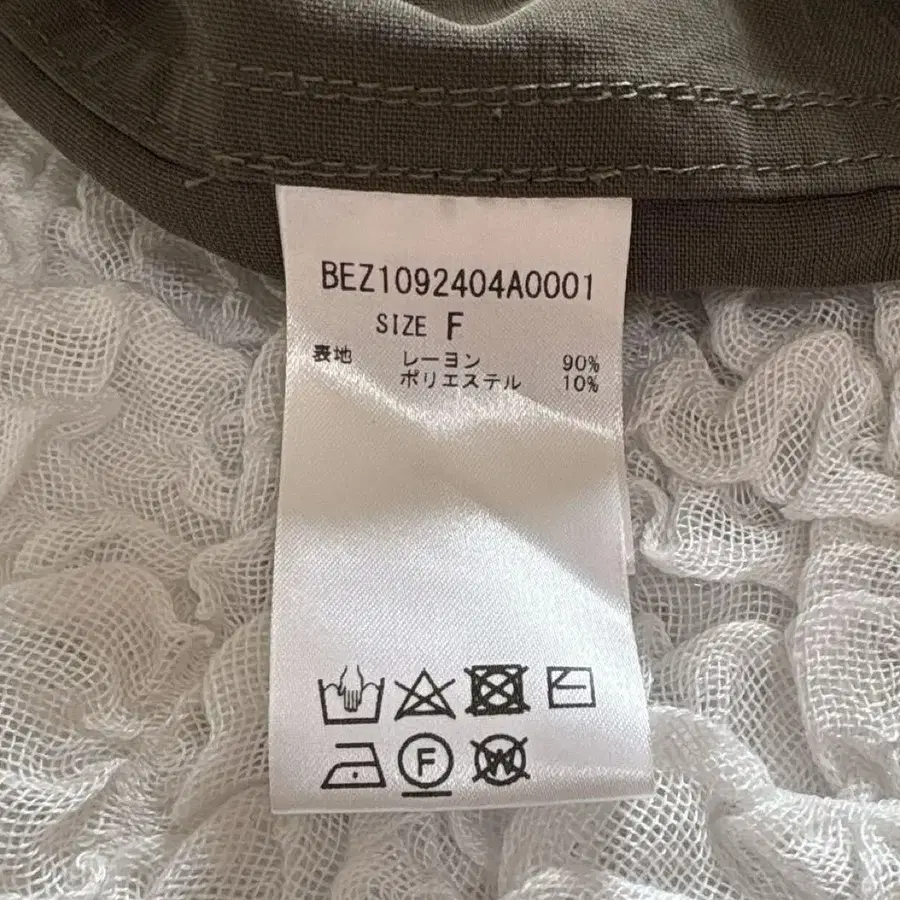 BEZ1092404A0001
SIZE F
表地 レーヨン 90%
ポリエステル 10%
F W